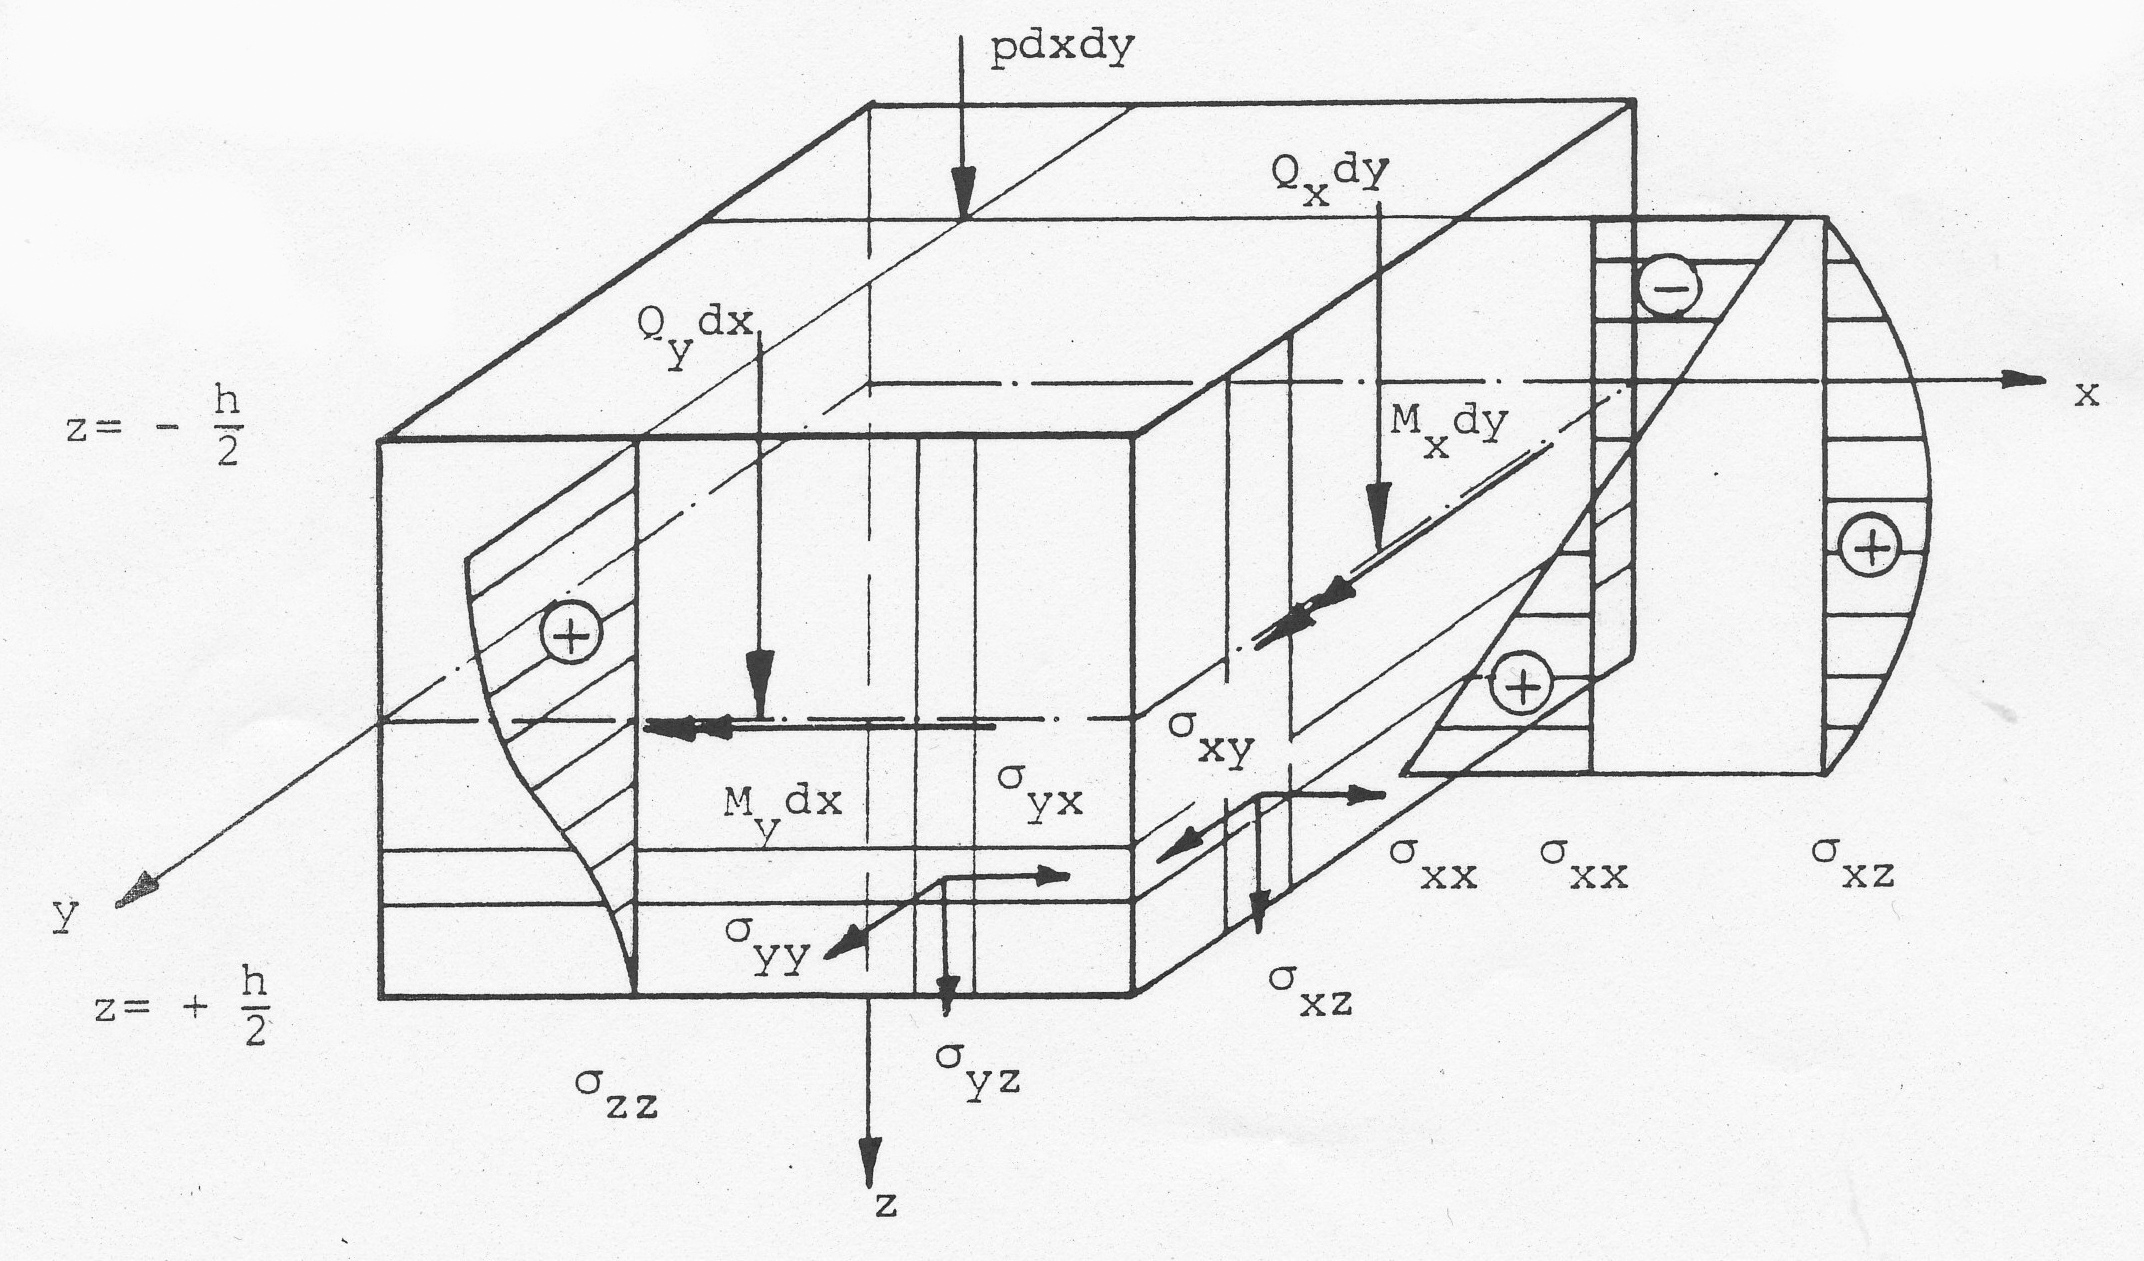 pdxdy
Q_x dy
Q_y dx
z= - h/2
x
M_x dy
σ_xy
M_y dx
σ_yx
σ_xx
σ_xx
σ_xz
y
σ_yy
z= + h/2
σ_xz
σ_yz
σ_zz
z
- 
+
+
+